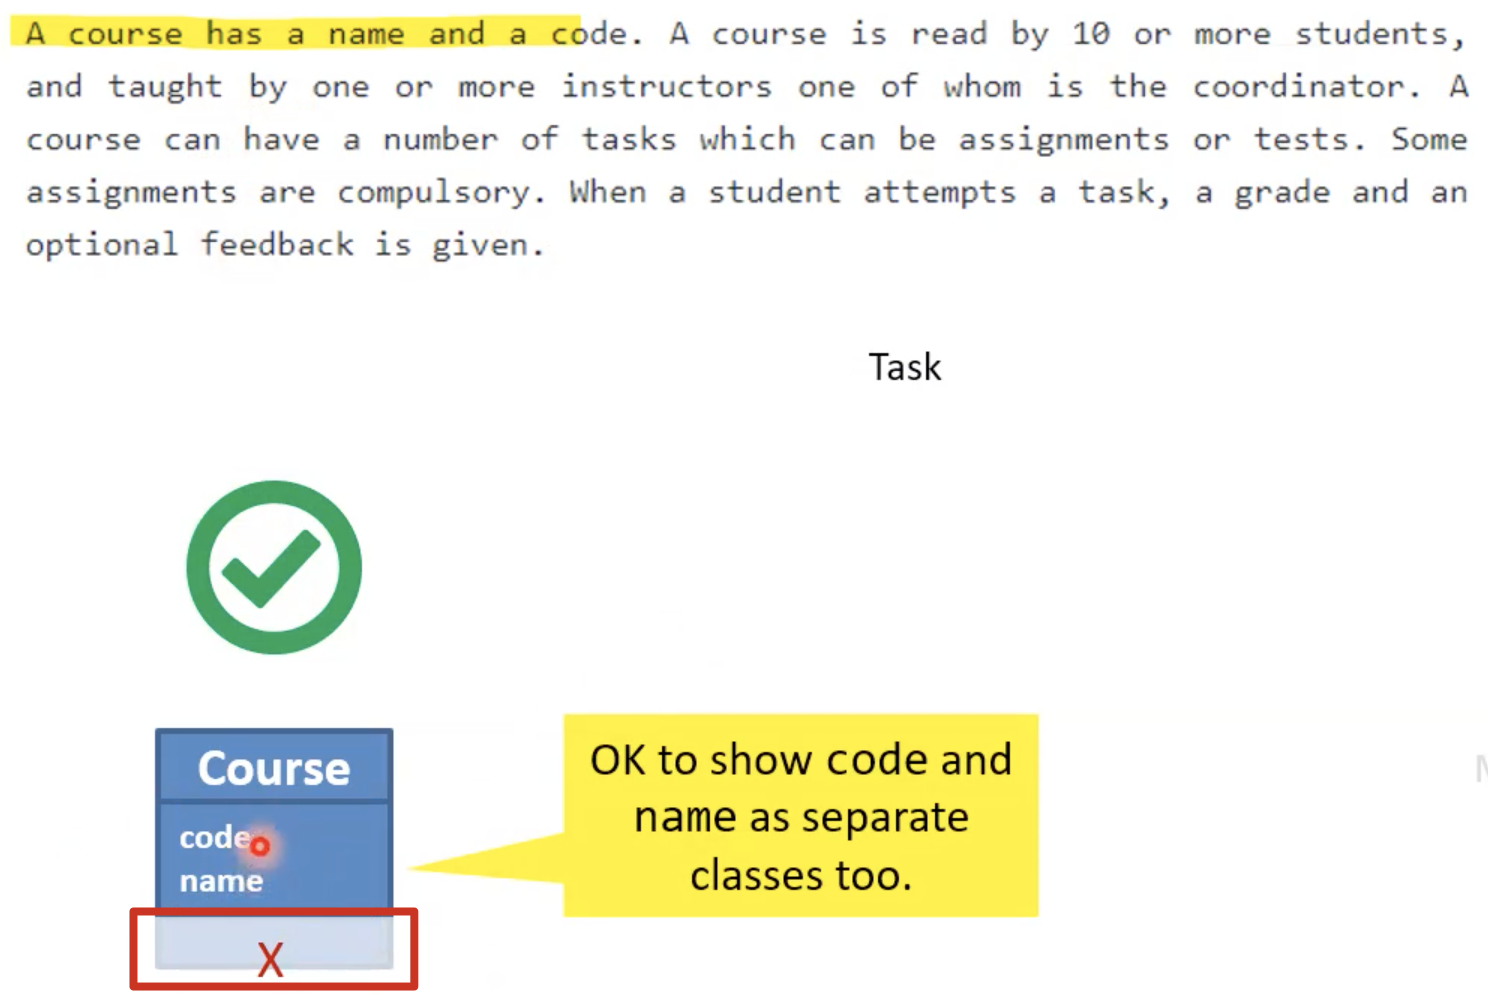 A course has a name and a code. A course is read by 10 or more students,
and taught by one or more instructors one of whom is the coordinator. A
course can have a number of tasks which can be assignments or tests. Some
assignments are compulsory. When a student attempts a task, a grade and an
optional feedback is given.
Task
Course
code
name
X
OK to show code and
name as separate
classes too.